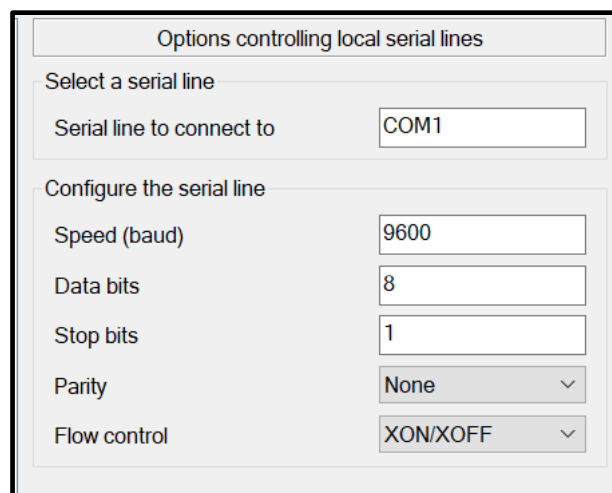 Options controlling local serial lines
Select a serial line
Serial line to connect to COM1
Configure the serial line
Speed (baud) 9600
Data bits 8
Stop bits 1
Parity None
Flow control XON/XOFF